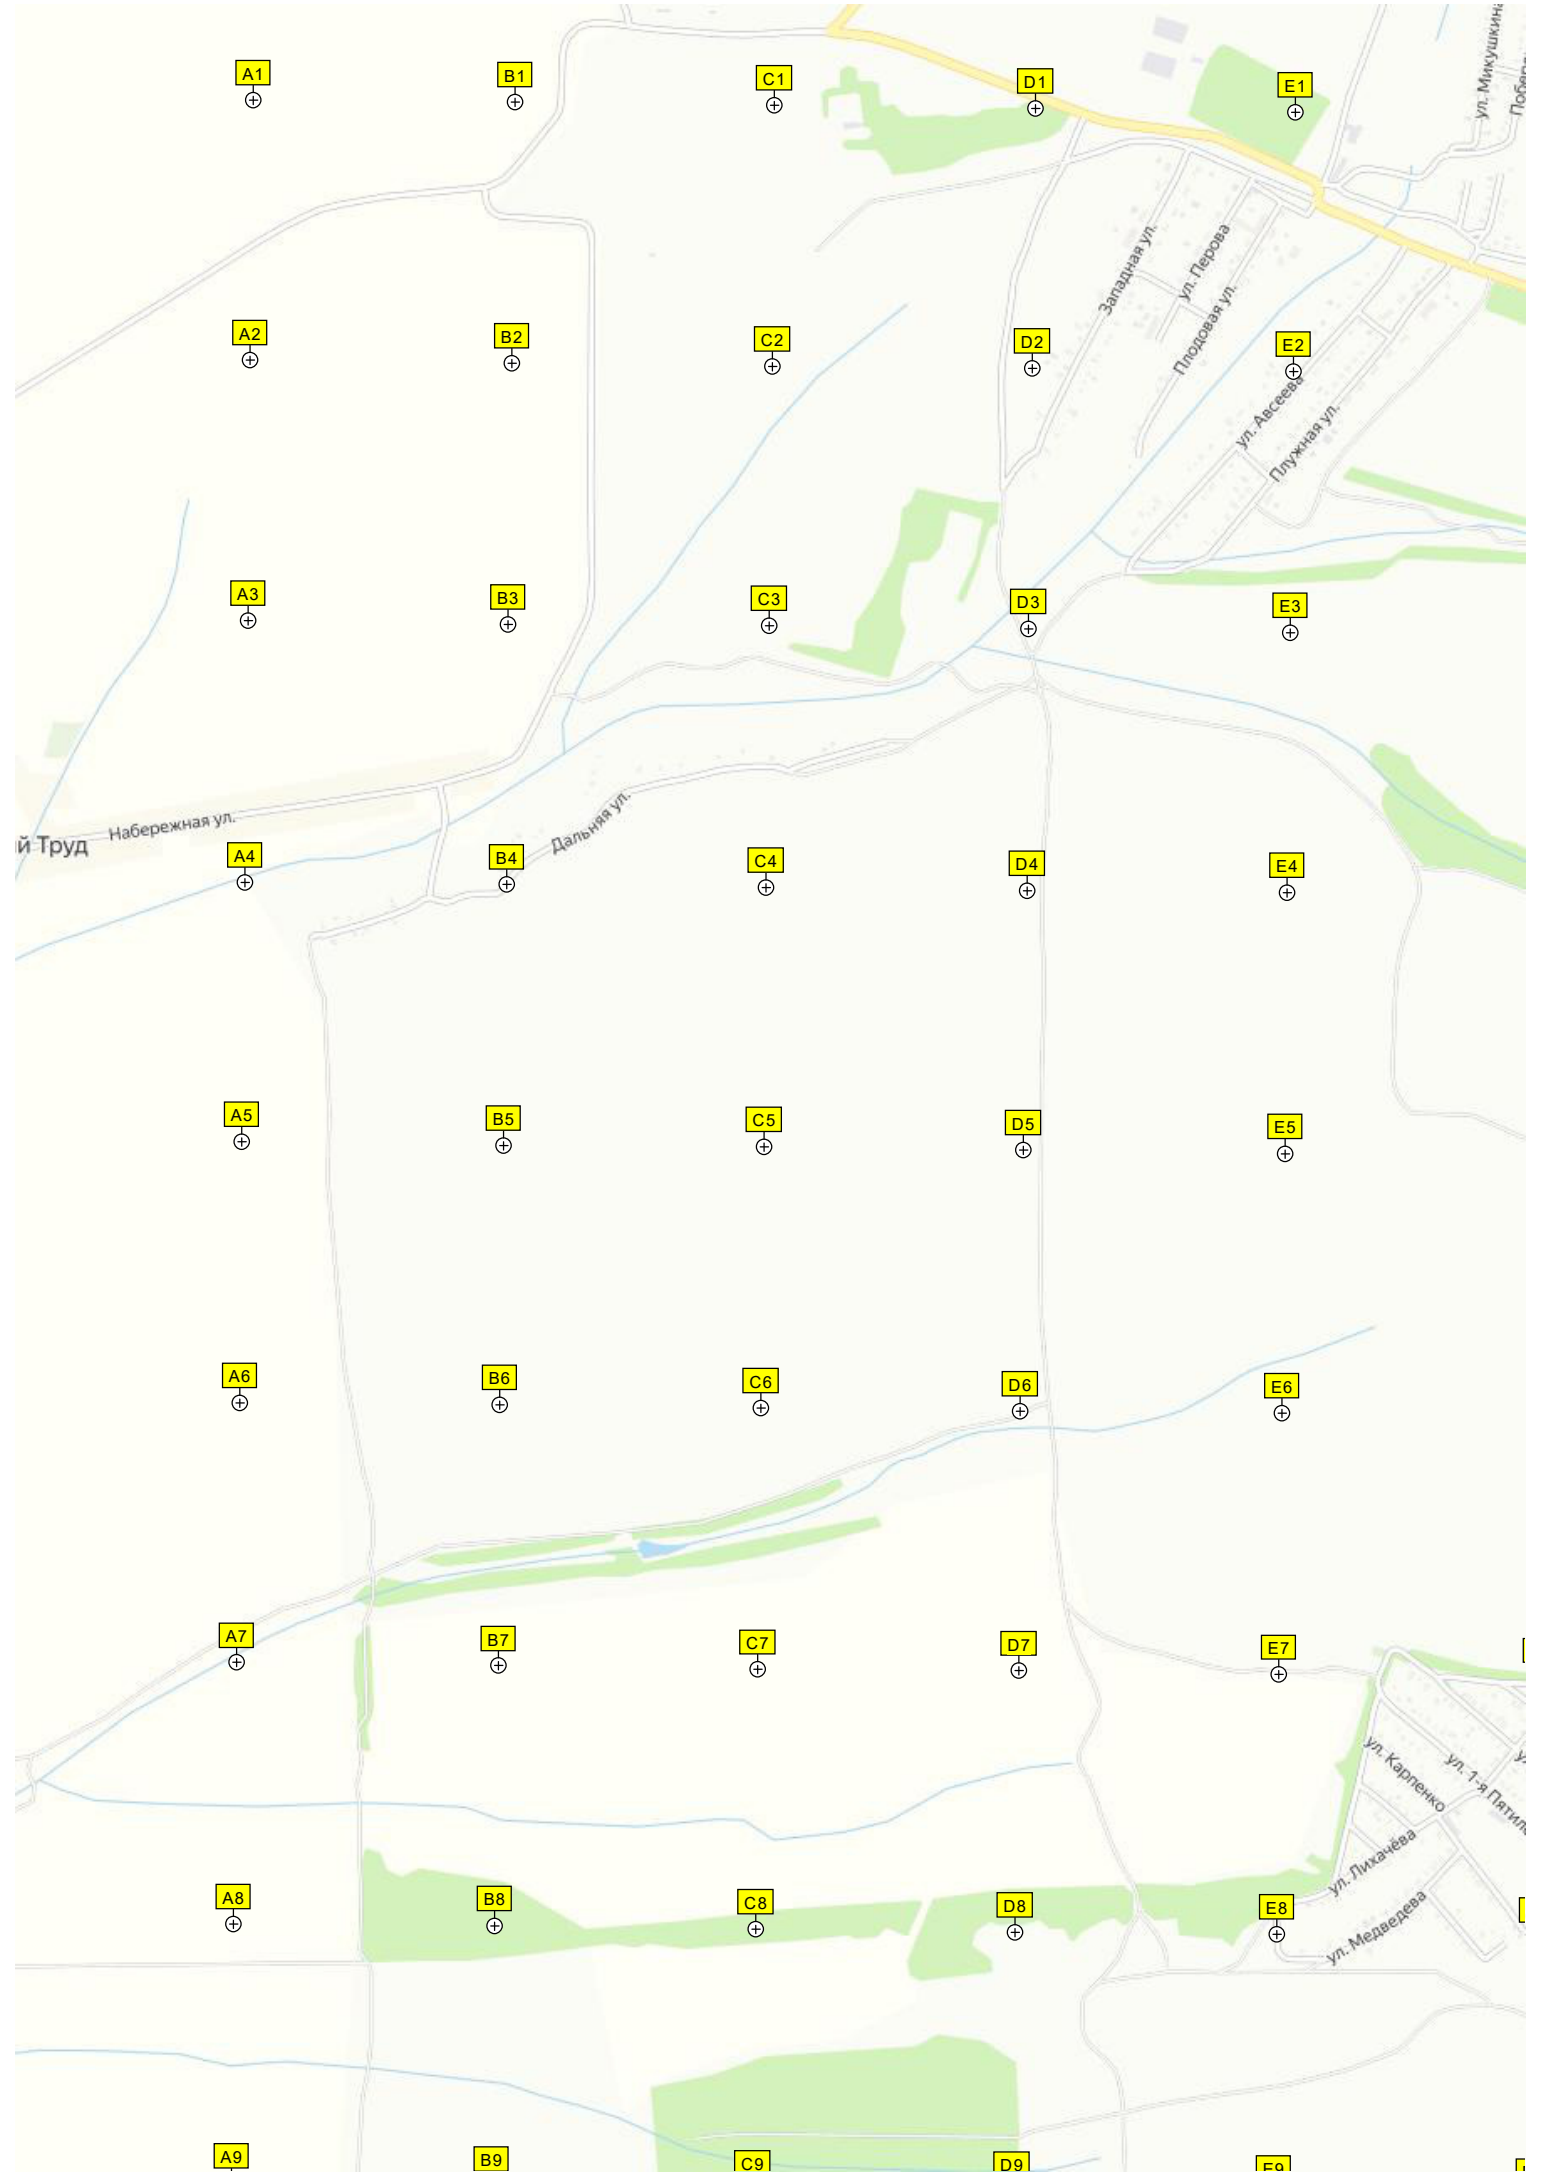 A1
B1
C1
D1
E1
ул. Микушкина
A2
B2
C2
D2
E2
Западная ул.
ул. Перова
Плодовая ул.
ул. Авсеева
Плужная ул.
A3
B3
C3
D3
E3
Набережная ул.
й Труд
Дальняя ул.
A4
B4
C4
D4
E4
A5
B5
C5
D5
E5
A6
B6
C6
D6
E6
A7
B7
C7
D7
E7
ул. Карпенко
ул. 1-я Пятил
ул. Лихачёва
ул. Медведева
A8
B8
C8
D8
E8
A9
B9
C9
D9
E9